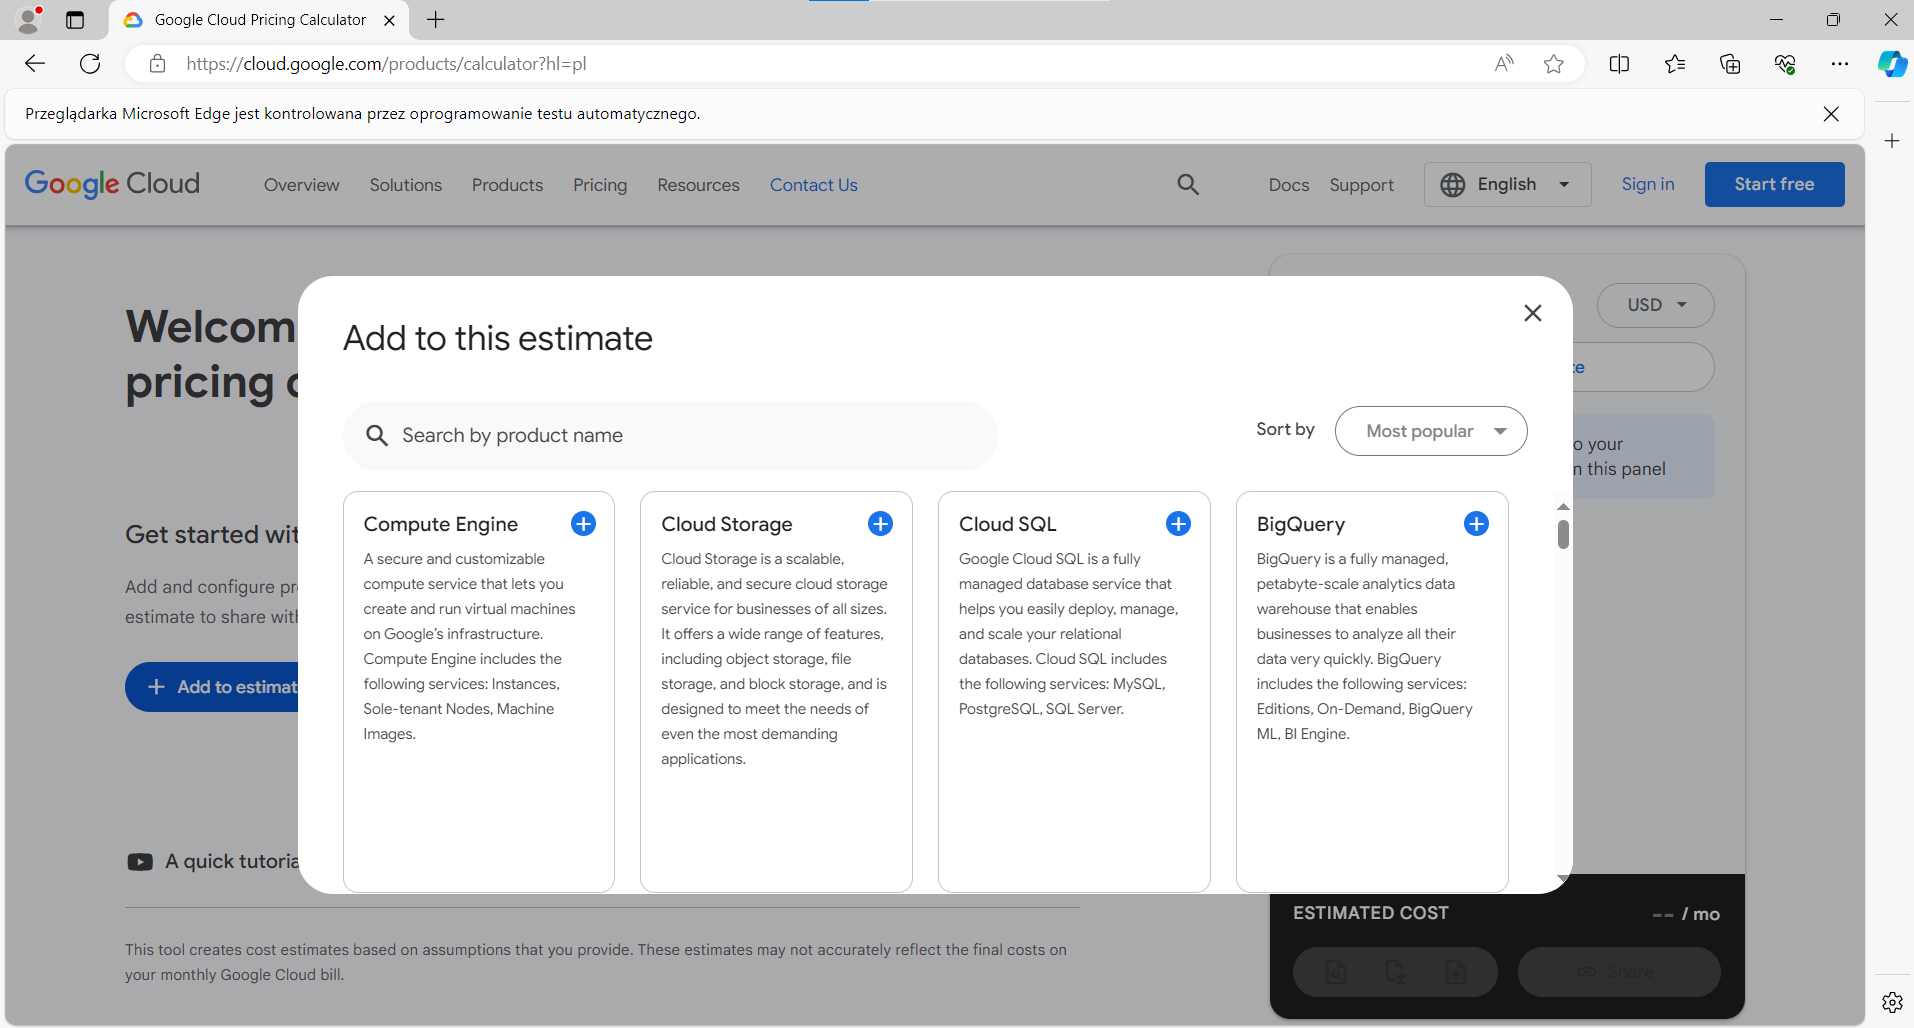 Google Cloud Pricing Calculator
https://cloud.google.com/products/calculator?hl=pl
Przeglądarka Microsoft Edge jest kontrolowana przez oprogramowanie testu automatycznego.
Google Cloud Overview Solutions Products Pricing Resources Contact Us Docs Support English Sign in Start free
Welcom
pricing c
USD
te
o your
n this panel
Add to this estimate
Search by product name
Sort by Most popular
Compute Engine
A secure and customizable
compute service that lets you
create and run virtual machines
on Google’s infrastructure.
Compute Engine includes the
following services: Instances,
Sole-tenant Nodes, Machine
Images.
Cloud Storage
Cloud Storage is a scalable,
reliable, and secure cloud storage
service for businesses of all sizes.
It offers a wide range of features,
including object storage, file
storage, and block storage, and is
designed to meet the needs of
even the most demanding
applications.
Cloud SQL
Google Cloud SQL is a fully
managed database service that
helps you easily deploy, manage,
and scale your relational
databases. Cloud SQL includes
the following services: MySQL,
PostgreSQL, SQL Server.
BigQuery
BigQuery is a fully managed,
petabyte-scale analytics data
warehouse that enables
businesses to analyze all their
data very quickly. BigQuery
includes the following services:
Editions, On-Demand, BigQuery
ML, BI Engine.
Get started wit
Add and configure pr
estimate to share with
Add to estimat
A quick tutoria
This tool creates cost estimates based on assumptions that you provide. These estimates may not accurately reflect the final costs on
your monthly Google Cloud bill.
ESTIMATED COST -- / mo
Share